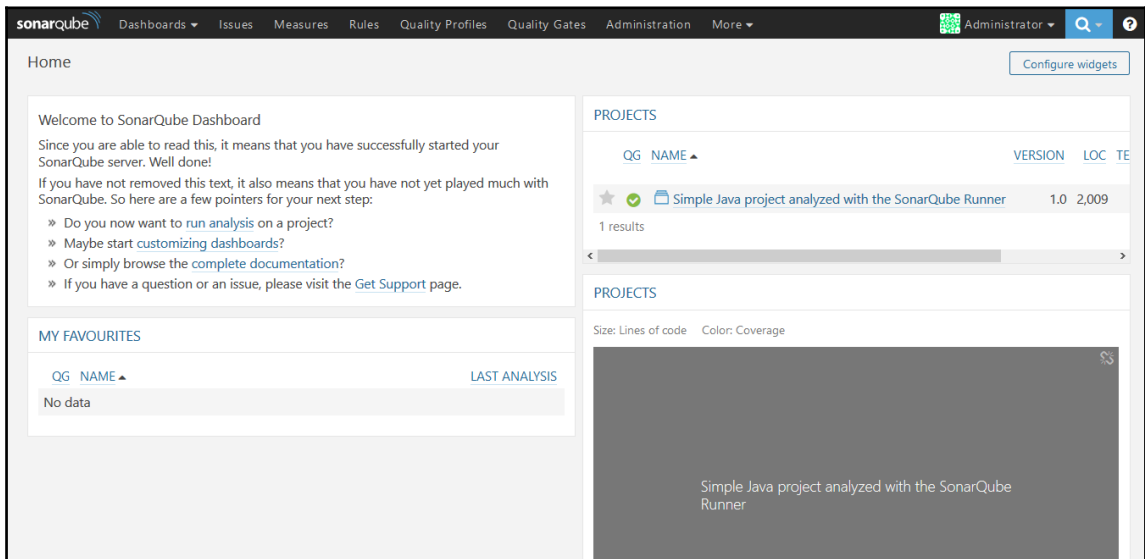 sonarqube Dashboards Issues Measures Rules Quality Profiles Quality Gates Administration More Administrator ?
Home
Configure widgets
Welcome to SonarQube Dashboard
Since you are able to read this, it means that you have successfully started your
SonarQube server. Well done!
If you have not removed this text, it also means that you have not yet played much with
SonarQube. So here are a few pointers for your next step:
» Do you now want to run analysis on a project?
» Maybe start customizing dashboards?
» Or simply browse the complete documentation?
» If you have a question or an issue, please visit the Get Support page.
MY FAVOURITES
QG NAME LAST ANALYSIS
No data
PROJECTS
QG NAME VERSION LOC TE
Simple Java project analyzed with the SonarQube Runner 1.0 2,009
1 results
PROJECTS
Size: Lines of code Color: Coverage
Simple Java project analyzed with the SonarQube
Runner